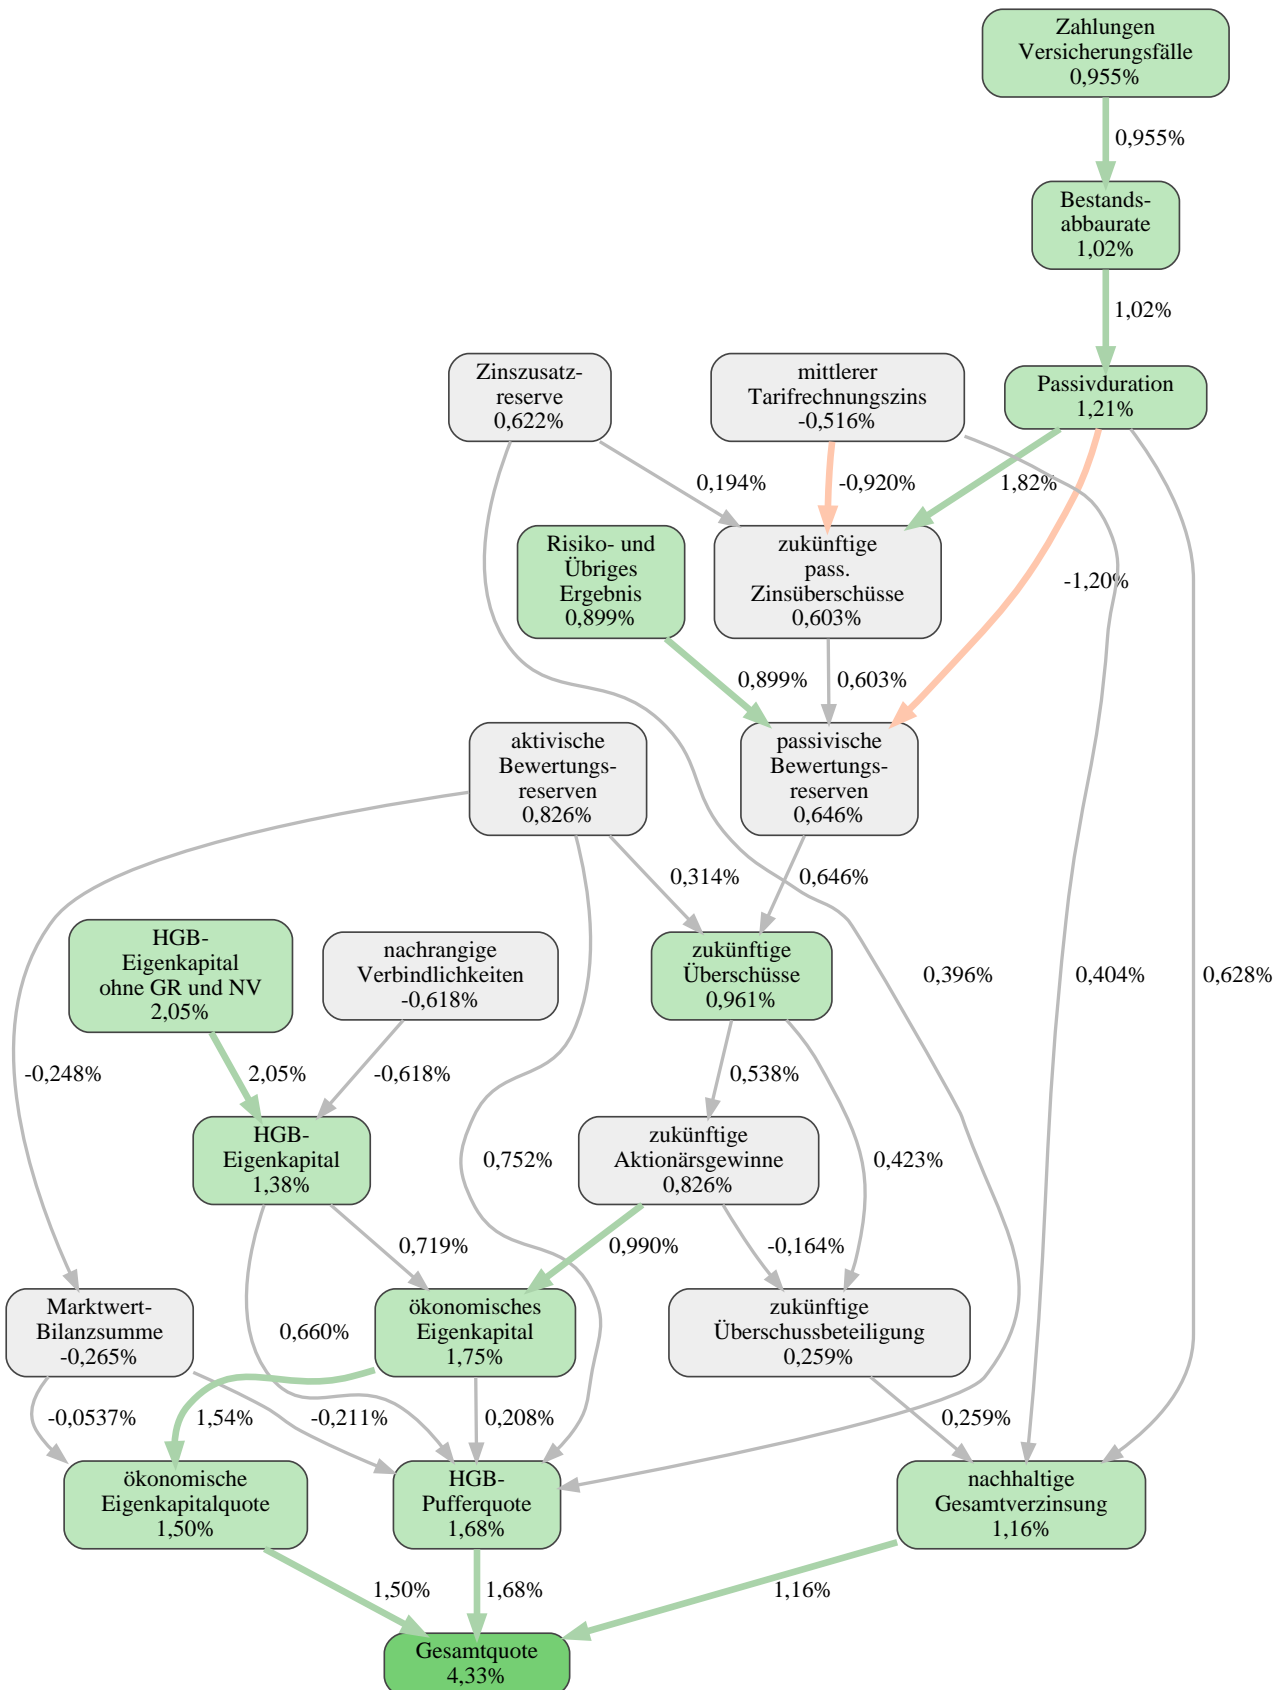 Zahlungen
Versicherungsfälle
0,955%
0,955%
Bestands-
abbaurate
1,02%
1,02%
Zinszusatz-
reserve
0,622%
mittlerer
Tarifrechnungszins
-0,516%
Passivduration
1,21%
0,194%
-0,920%
1,82%
Risiko- und
Übriges
Ergebnis
0,899%
zukünftige
pass.
Zinsüberschüsse
0,603%
-1,20%
0,899%
0,603%
aktivische
Bewertungs-
reserven
0,826%
passivische
Bewertungs-
reserven
0,646%
0,314%
0,646%
HGB-
Eigenkapital
ohne GR und NV
2,05%
nachrangige
Verbindlichkeiten
-0,618%
zukünftige
Überschüsse
0,961%
0,396%
0,404%
0,628%
-0,248%
2,05%
-0,618%
0,538%
HGB-
Eigenkapital
1,38%
0,752%
zukünftige
Aktionärsgewinne
0,826%
0,423%
0,719%
0,990%
-0,164%
Marktwert-
Bilanzsumme
-0,265%
0,660%
ökonomisches
Eigenkapital
1,75%
zukünftige
Überschussbeteiligung
0,259%
-0,0537%
1,54%
-0,211%
0,208%
0,259%
ökonomische
Eigenkapitalquote
1,50%
HGB-
Pufferquote
1,68%
nachhaltige
Gesamtverzinsung
1,16%
1,50%
1,68%
1,16%
Gesamtquote
4,33%